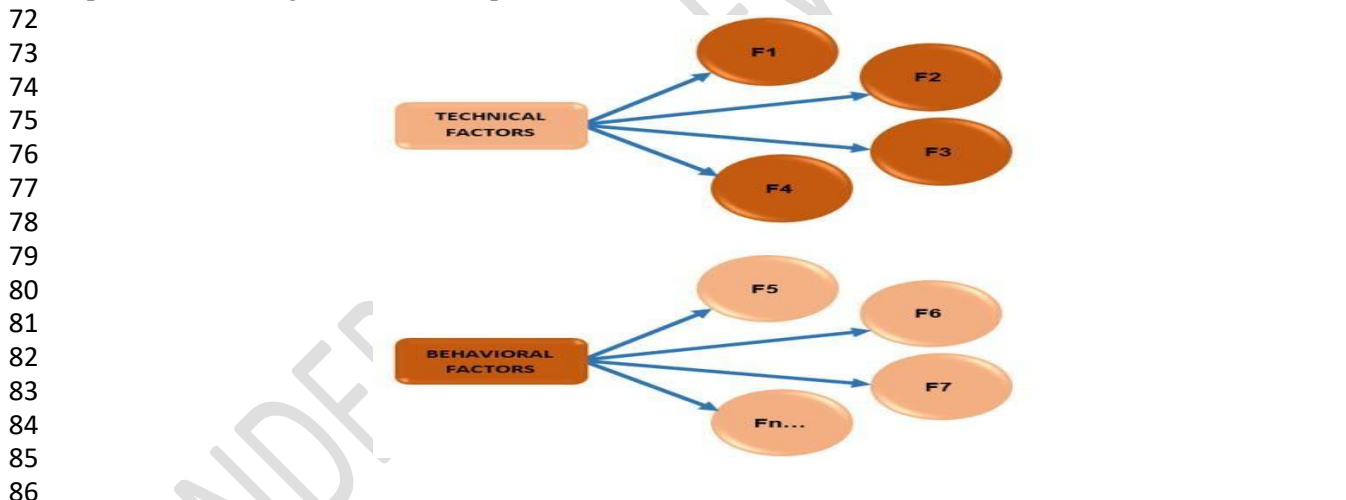 72
73
74
75
76
77
78
79
80
81
82
83
84
85
86
F1
F2
TECHNICAL
FACTORS
F3
F4
F5
F6
BEHAVIORAL
FACTORS
F7
Fn...